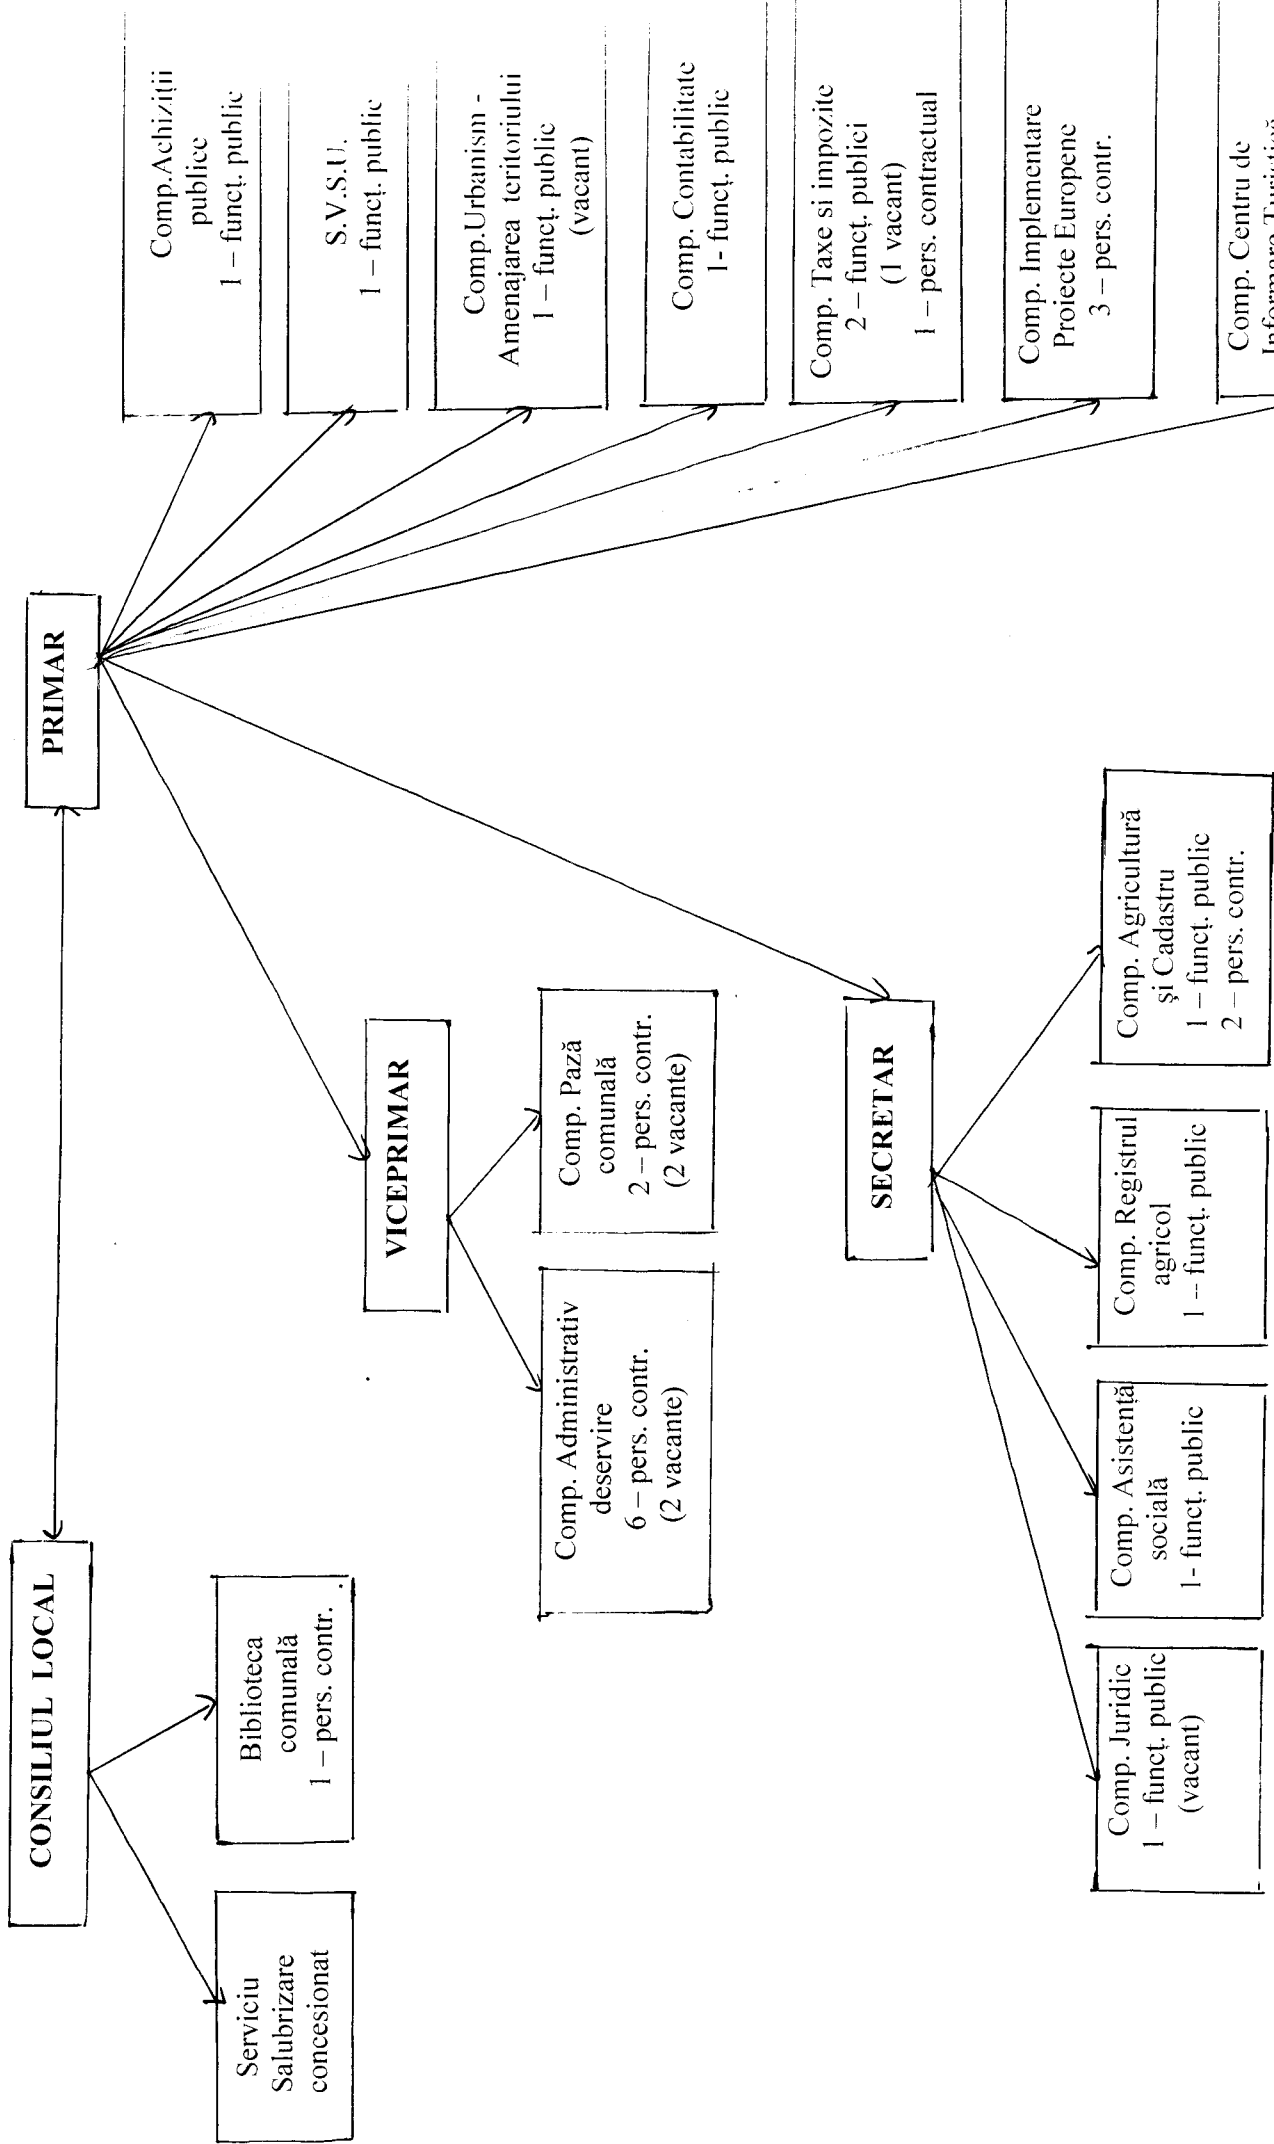 CONSILIUL LOCAL
PRIMAR
Serviciu
Salubrizare
concesionat
Biblioteca
comunală
1 – pers. contr.
VICEPRIMAR
Comp. Administrativ
deservire
6 – pers. contr.
(2 vacante)
Comp. Pază
comunală
2 – pers. contr.
(2 vacante)
SECRETAR
Comp. Juridic
1 – funcț. public
(vacant)
Comp. Asistență
socială
1- funcț. public
Comp. Registrul
agricol
1 – funcț. public
Comp. Agricultură
și Cadastru
1 – funcț. public
2 – pers. contr.
Comp.Achiziții
publice
1 – funcț. public
S.V.S.U.
1 – funcț. public
Comp.Urbanism -
Amenajarea teritoriului
1 – funcț. public
(vacant)
Comp. Contabilitate
1- funcț. public
Comp. Taxe si impozite
2 – funcț. publici
(1 vacant)
1 – pers. contractual
Comp. Implementare
Proiecte Europene
3 – pers. contr.
Comp. Centru de
Informare Turistică